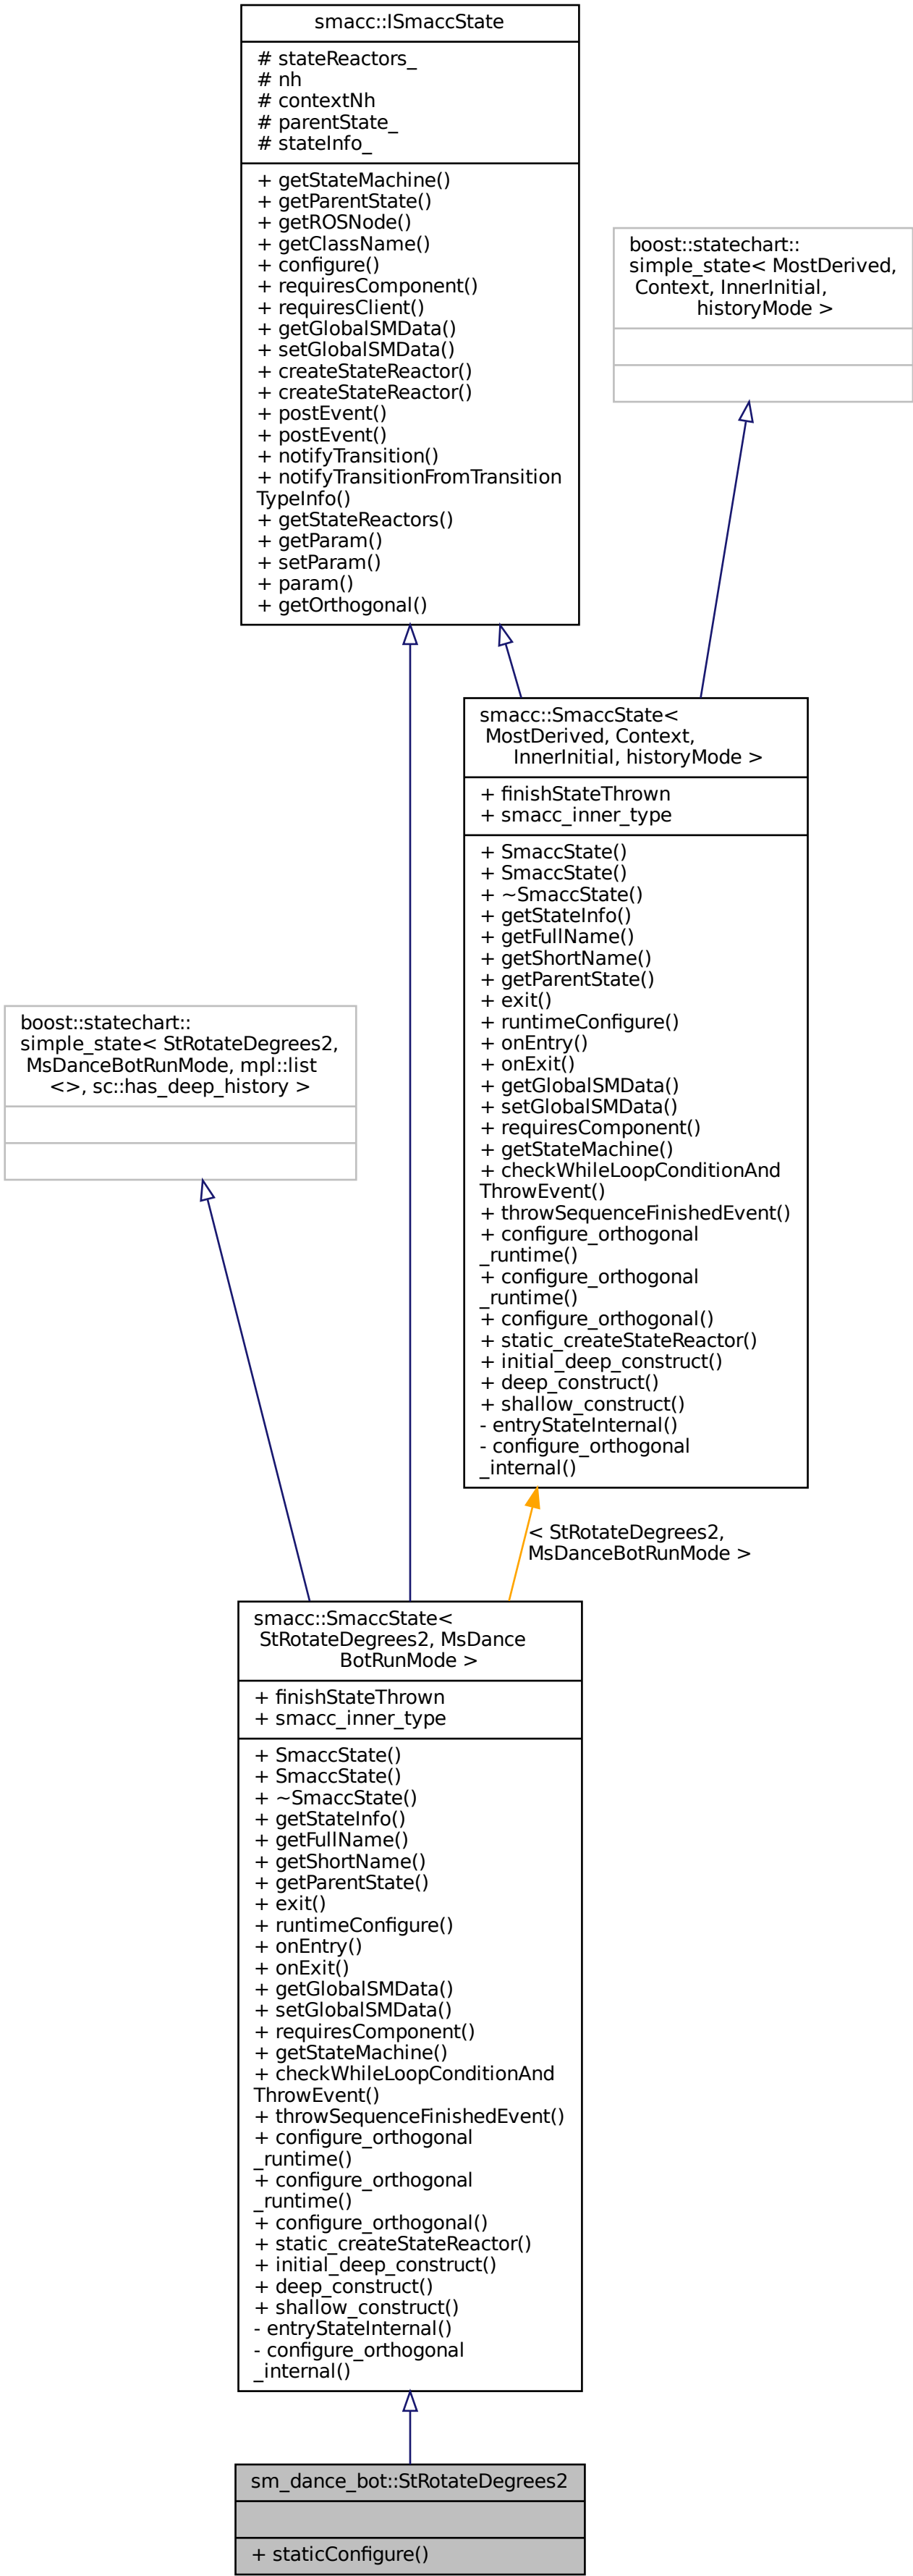 smacc::ISmaccState
# stateReactors_
# nh
# contextNh
# parentState_
# stateInfo_
+ getStateMachine()
+ getParentState()
+ getROSNode()
+ getClassName()
+ configure()
+ requiresComponent()
+ requiresClient()
+ getGlobalSMData()
+ setGlobalSMData()
+ createStateReactor()
+ createStateReactor()
+ postEvent()
+ postEvent()
+ notifyTransition()
+ notifyTransitionFromTransition
TypeInfo()
+ getStateReactors()
+ getParam()
+ setParam()
+ param()
+ getOrthogonal()
boost::statechart::
simple_state< MostDerived,
Context, InnerInitial,
historyMode >
smacc::SmaccState<
MostDerived, Context,
InnerInitial, historyMode >
+ finishStateThrown
+ smacc_inner_type
+ SmaccState()
+ SmaccState()
+ ~SmaccState()
+ getStateInfo()
+ getFullName()
+ getShortName()
+ getParentState()
+ exit()
+ runtimeConfigure()
+ onEntry()
+ onExit()
+ getGlobalSMData()
+ setGlobalSMData()
+ requiresComponent()
+ getStateMachine()
+ checkWhileLoopConditionAnd
ThrowEvent()
+ throwSequenceFinishedEvent()
+ configure_orthogonal
_runtime()
+ configure_orthogonal
_runtime()
+ configure_orthogonal()
+ static_createStateReactor()
+ initial_deep_construct()
+ deep_construct()
+ shallow_construct()
- entryStateInternal()
- configure_orthogonal
_internal()
boost::statechart::
simple_state< StRotateDegrees2,
MsDanceBotRunMode, mpl::list
<>, sc::has_deep_history >
< StRotateDegrees2,
MsDanceBotRunMode >
smacc::SmaccState<
StRotateDegrees2, MsDance
BotRunMode >
+ finishStateThrown
+ smacc_inner_type
+ SmaccState()
+ SmaccState()
+ ~SmaccState()
+ getStateInfo()
+ getFullName()
+ getShortName()
+ getParentState()
+ exit()
+ runtimeConfigure()
+ onEntry()
+ onExit()
+ getGlobalSMData()
+ setGlobalSMData()
+ requiresComponent()
+ getStateMachine()
+ checkWhileLoopConditionAnd
ThrowEvent()
+ throwSequenceFinishedEvent()
+ configure_orthogonal
_runtime()
+ configure_orthogonal
_runtime()
+ configure_orthogonal()
+ static_createStateReactor()
+ initial_deep_construct()
+ deep_construct()
+ shallow_construct()
- entryStateInternal()
- configure_orthogonal
_internal()
sm_dance_bot::StRotateDegrees2
+ staticConfigure()